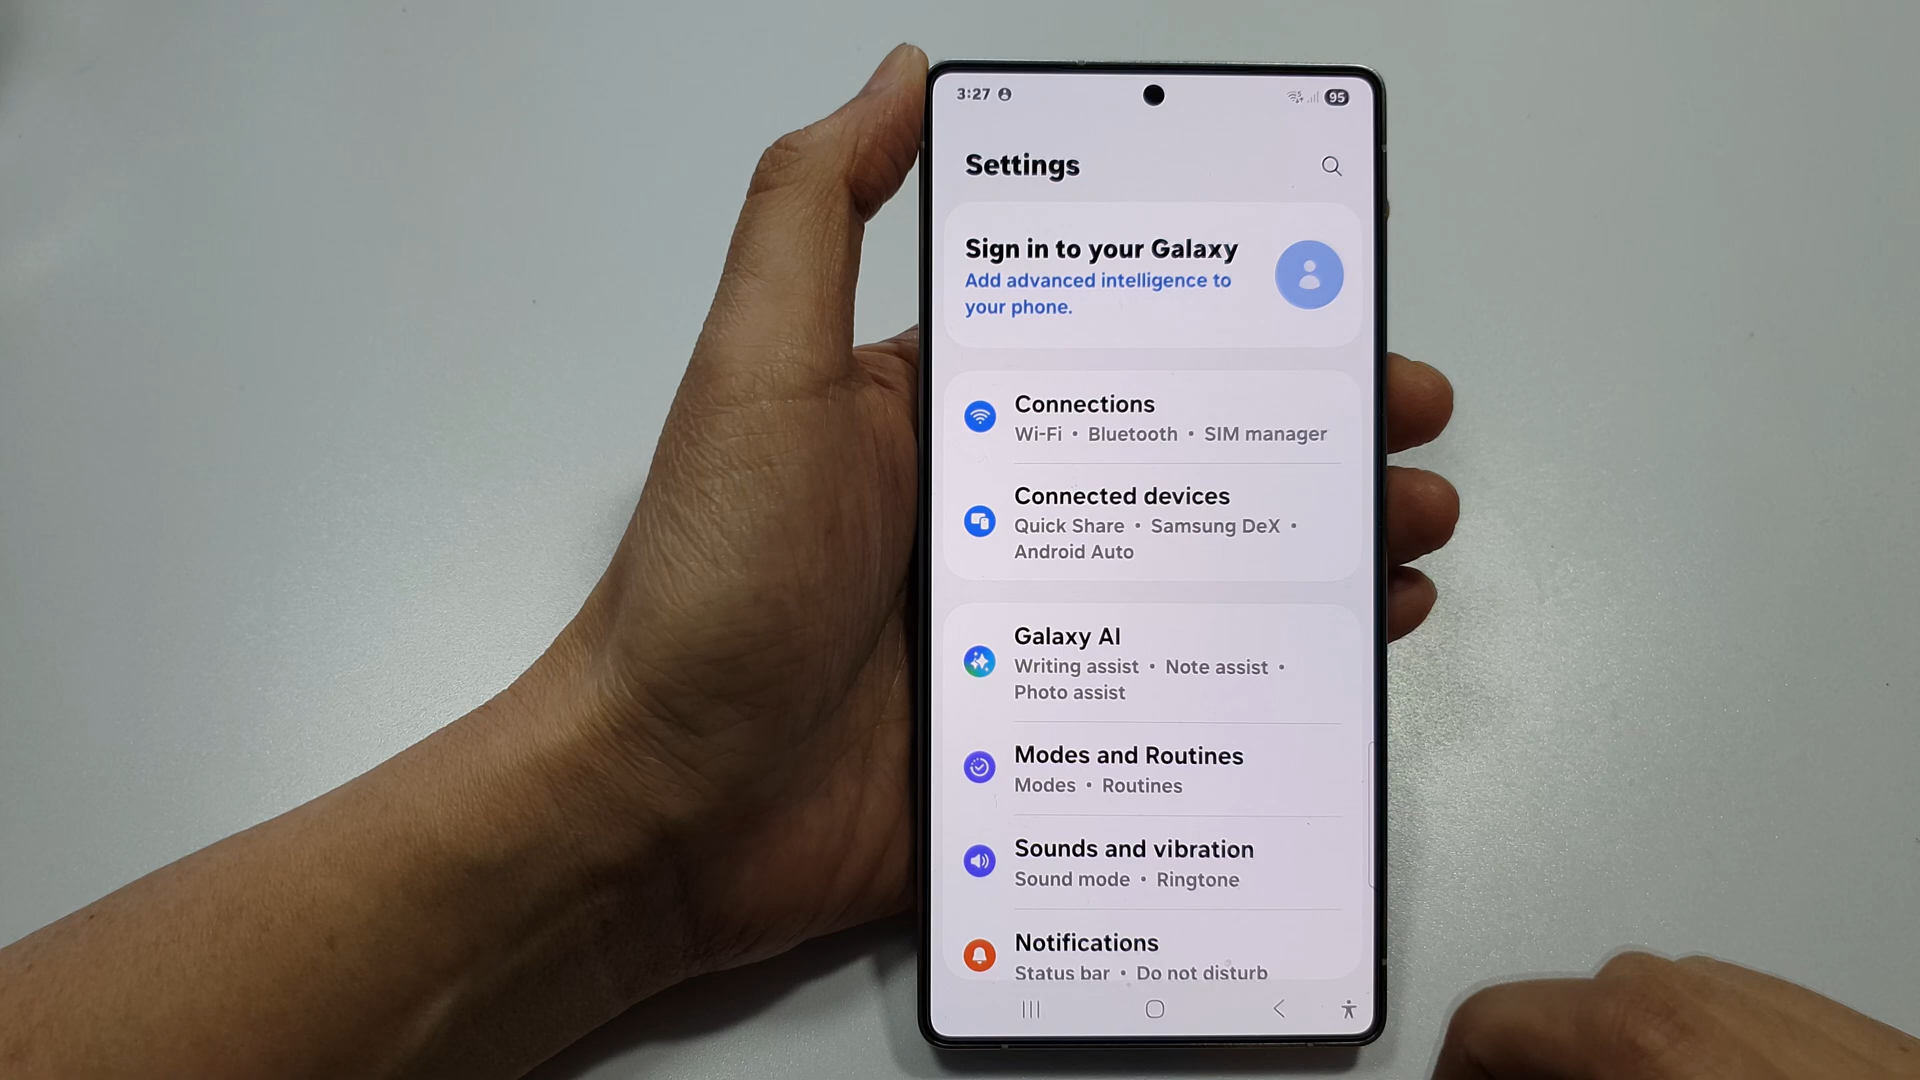 3:27
95
Settings
Sign in to your Galaxy
Add advanced intelligence to
your phone.
Connections
Wi-Fi • Bluetooth • SIM manager
Connected devices
Quick Share • Samsung DeX •
Android Auto
Galaxy AI
Writing assist • Note assist •
Photo assist
Modes and Routines
Modes • Routines
Sounds and vibration
Sound mode • Ringtone
Notifications
Status bar • Do not disturb